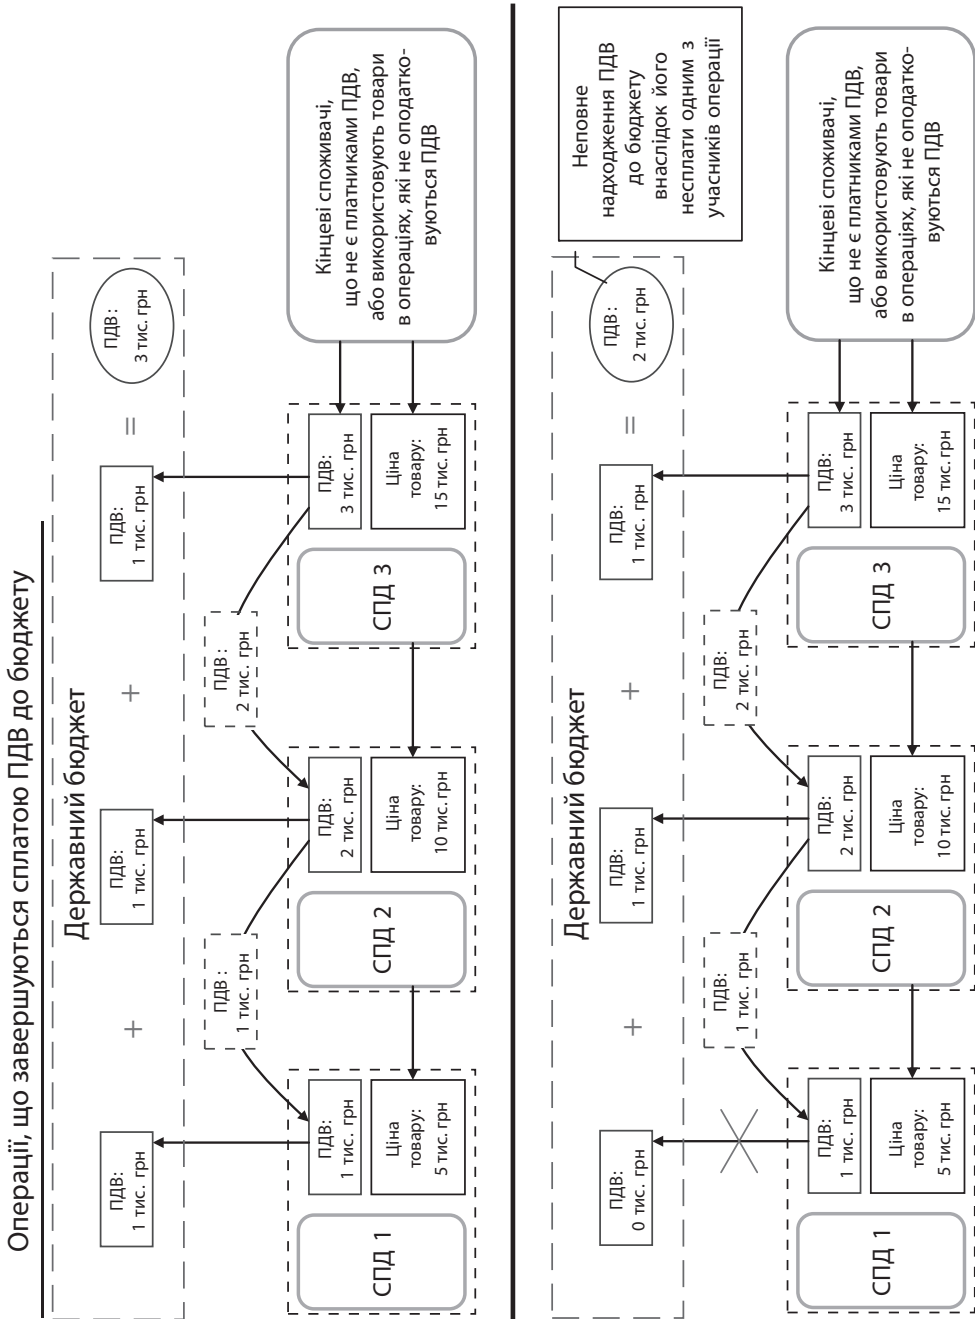 Операції, що завершуються сплатою ПДВ до бюджету
Державний бюджет
ПДВ:
1 тис. грн
+
ПДВ:
1 тис. грн
+
ПДВ:
1 тис. грн
=
ПДВ:
3 тис. грн
ПДВ:
1 тис. грн
ПДВ:
2 тис. грн
СПД 1
ПДВ:
1 тис. грн
Ціна
товару:
5 тис. грн
СПД 2
ПДВ:
2 тис. грн
Ціна
товару:
10 тис. грн
СПД 3
ПДВ:
3 тис. грн
Ціна
товару:
15 тис. грн
Кінцеві споживачі,
що не є платниками ПДВ,
або використовують товари
в операціях, які не оподатко-
вуються ПДВ
Неповне
надходження ПДВ
до бюджету
внаслідок його
несплати одним з
учасників операції
Державний бюджет
ПДВ:
0 тис. грн
+
ПДВ:
1 тис. грн
+
ПДВ:
1 тис. грн
=
ПДВ:
2 тис. грн
ПДВ:
1 тис. грн
ПДВ:
2 тис. грн
СПД 1
ПДВ:
1 тис. грн
Ціна
товару:
5 тис. грн
СПД 2
ПДВ:
2 тис. грн
Ціна
товару:
10 тис. грн
СПД 3
ПДВ:
3 тис. грн
Ціна
товару:
15 тис. грн
Кінцеві споживачі,
що не є платниками ПДВ,
або використовують товари
в операціях, які не оподатко-
вуються ПДВ